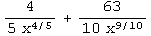 4/(5 x^(4/5)) + 63/(10 x^(9/10))